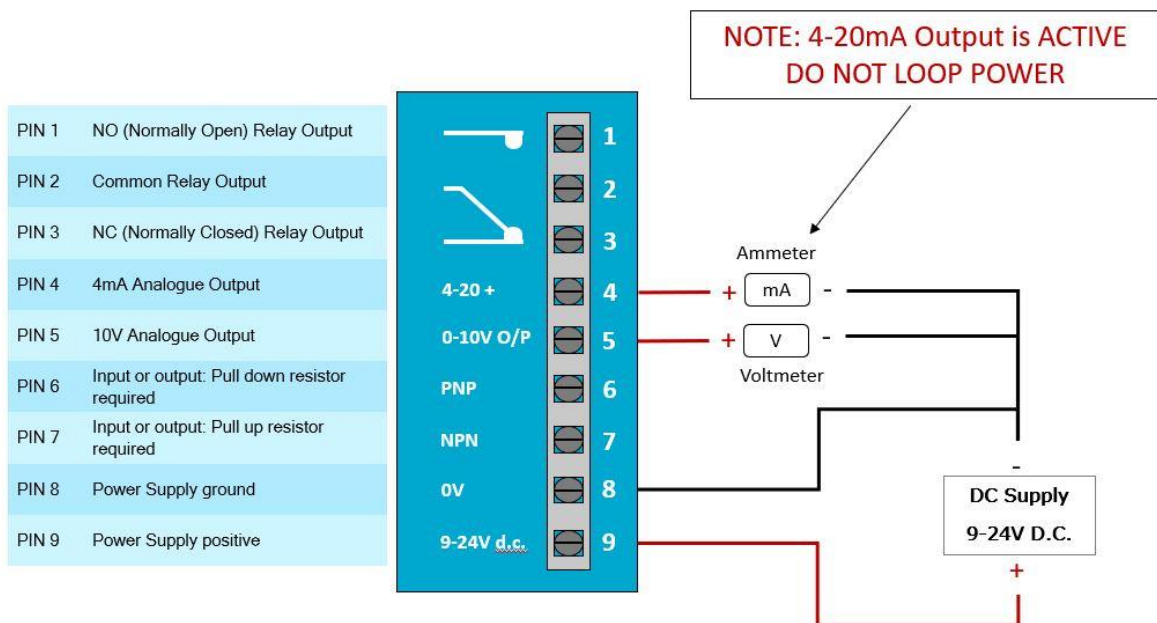 NOTE: 4-20mA Output is ACTIVE
DO NOT LOOP POWER
PIN 1 NO (Normally Open) Relay Output
PIN 2 Common Relay Output
PIN 3 NC (Normally Closed) Relay Output
PIN 4 4mA Analogue Output
PIN 5 10V Analogue Output
PIN 6 Input or output: Pull down resistor
required
PIN 7 Input or output: Pull up resistor
required
PIN 8 Power Supply ground
PIN 9 Power Supply positive
1
2
3
4-20 + 4
0-10V O/P 5
PNP 6
NPN 7
0V 8
9-24V d.c. 9
Ammeter
+ mA -
+ V -
Voltmeter
-
DC Supply
9-24V D.C.
+